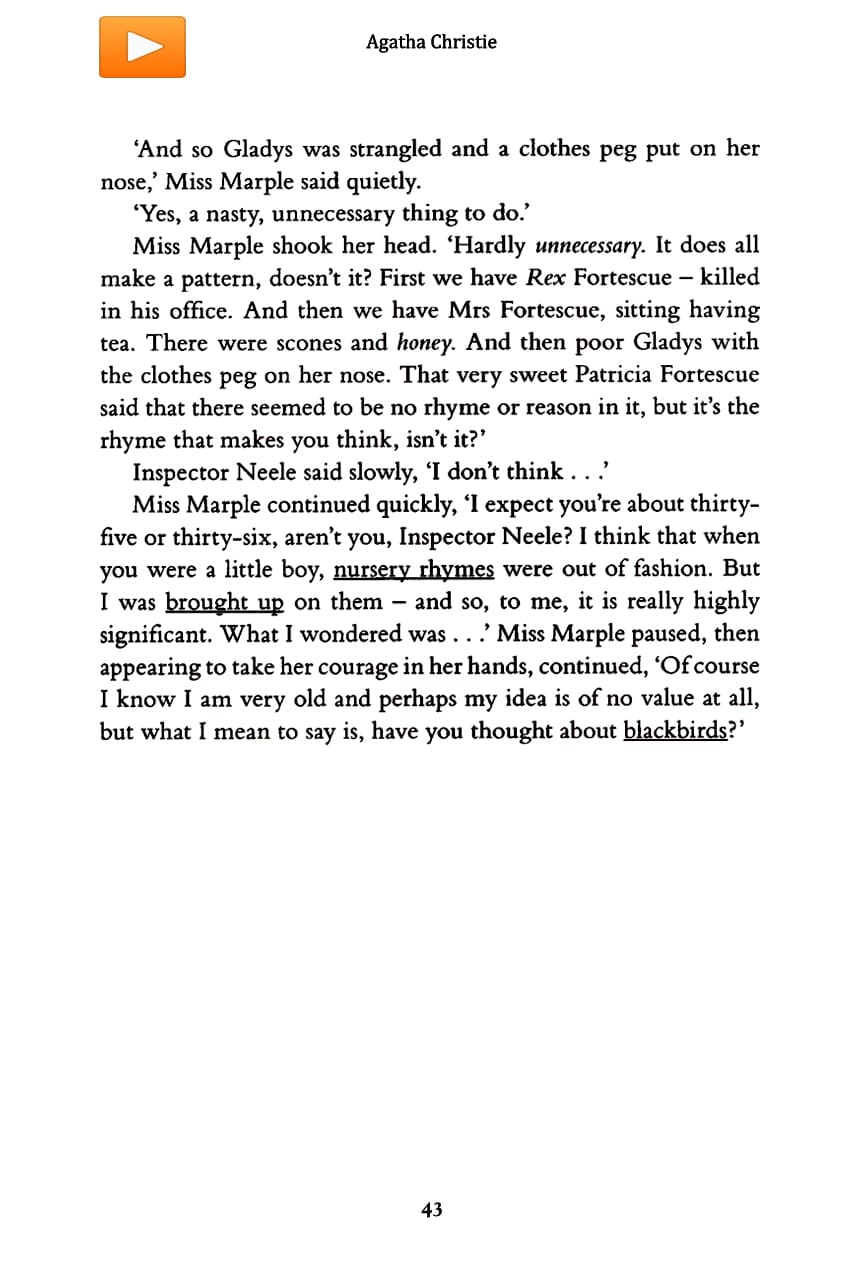 Agatha Christie
‘And so Gladys was strangled and a clothes peg put on her
nose,’ Miss Marple said quietly.
‘Yes, a nasty, unnecessary thing to do.’
Miss Marple shook her head. ‘Hardly unnecessary. It does all
make a pattern, doesn’t it? First we have Rex Fortescue – killed
in his office. And then we have Mrs Fortescue, sitting having
tea. There were scones and honey. And then poor Gladys with
the clothes peg on her nose. That very sweet Patricia Fortescue
said that there seemed to be no rhyme or reason in it, but it’s the
rhyme that makes you think, isn’t it?’
Inspector Neele said slowly, ‘I don’t think . . .’
Miss Marple continued quickly, ‘I expect you’re about thirty-
five or thirty-six, aren’t you, Inspector Neele? I think that when
you were a little boy, nursery rhymes were out of fashion. But
I was brought up on them – and so, to me, it is really highly
significant. What I wondered was . . .’ Miss Marple paused, then
appearing to take her courage in her hands, continued, ‘Of course
I know I am very old and perhaps my idea is of no value at all,
but what I mean to say is, have you thought about blackbirds?’
43